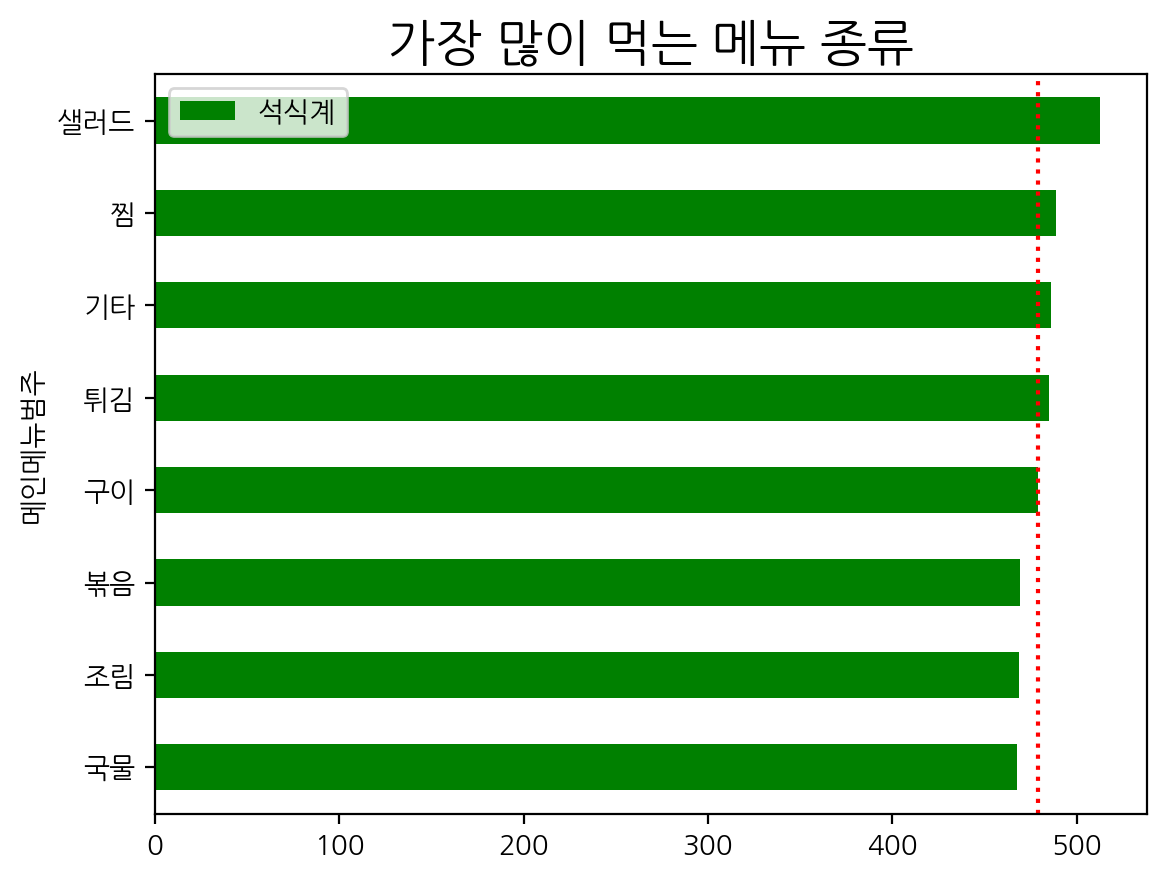 가장 많이 먹는 메뉴 종류
석식계
샐러드
찜
기타
튀김
구이
볶음
조림
국물
메인메뉴범주
0 100 200 300 400 500